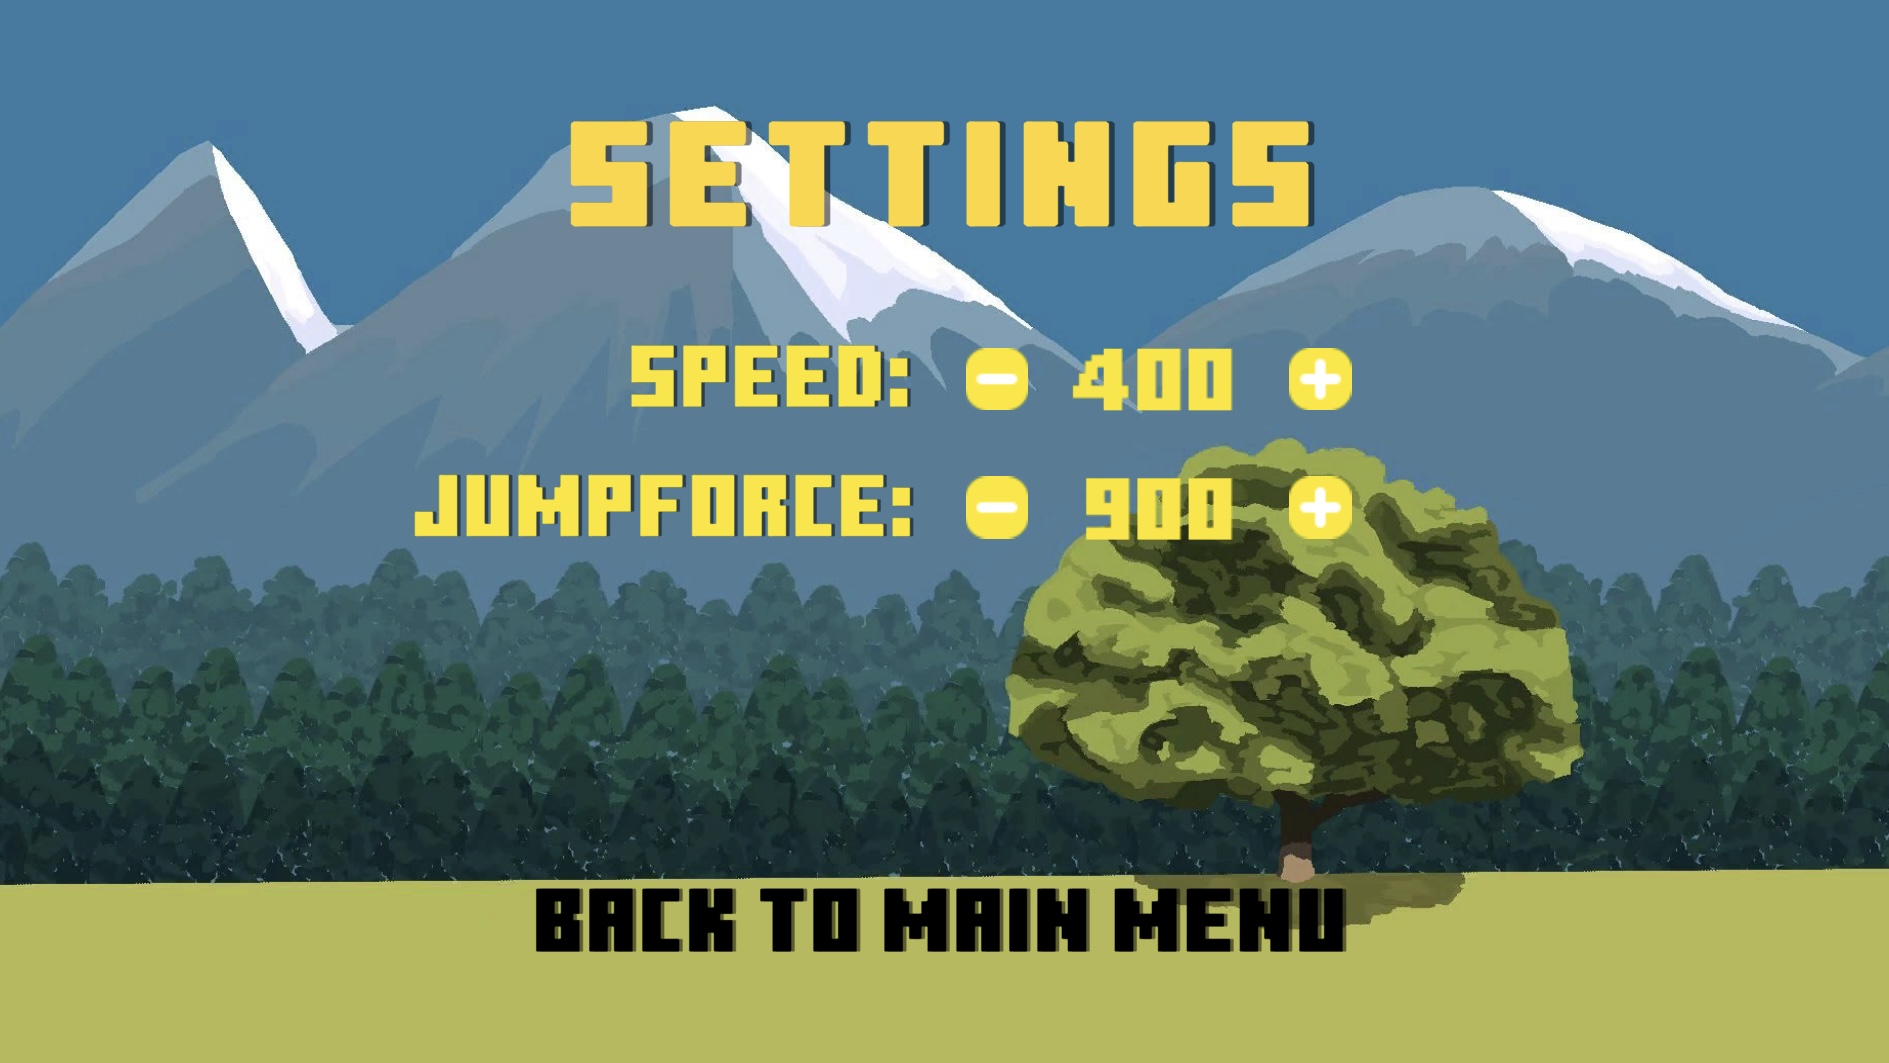 SETTINGS
SPEED: - 400 +
JUMPFORCE: - 900 +
BACK TO MAIN MENU